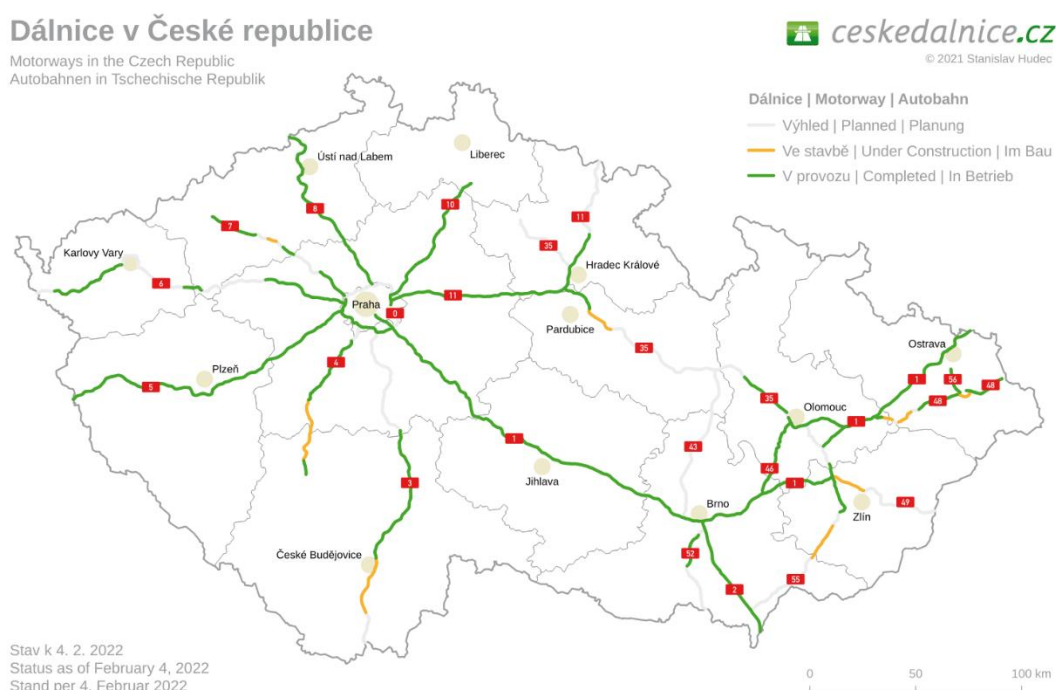 Dálnice v České republice
Motorways in the Czech Republic
Autobahnen in Tschechische Republik
ceskedalnice.cz
© 2021 Stanislav Hudec
Dálnice | Motorway | Autobahn
Výhled | Planned | Planung
Ve stavbě | Under Construction | Im Bau
V provozu | Completed | In Betrieb
Ústí nad Labem
Liberec
8
10
7
11
35
Karlovy Vary
6
Hradec Králové
11
Praha
0
Pardubice
35
Ostrava
4
Plzeň
5
1
56
48
48
35
Olomouc
1
1
43
46
Jihlava
3
1
Brno
49
Zlín
České Budějovice
52
2
55
Stav k 4. 2. 2022
Status as of February 4, 2022
Stand per 4. Februar 2022
0 50 100 km